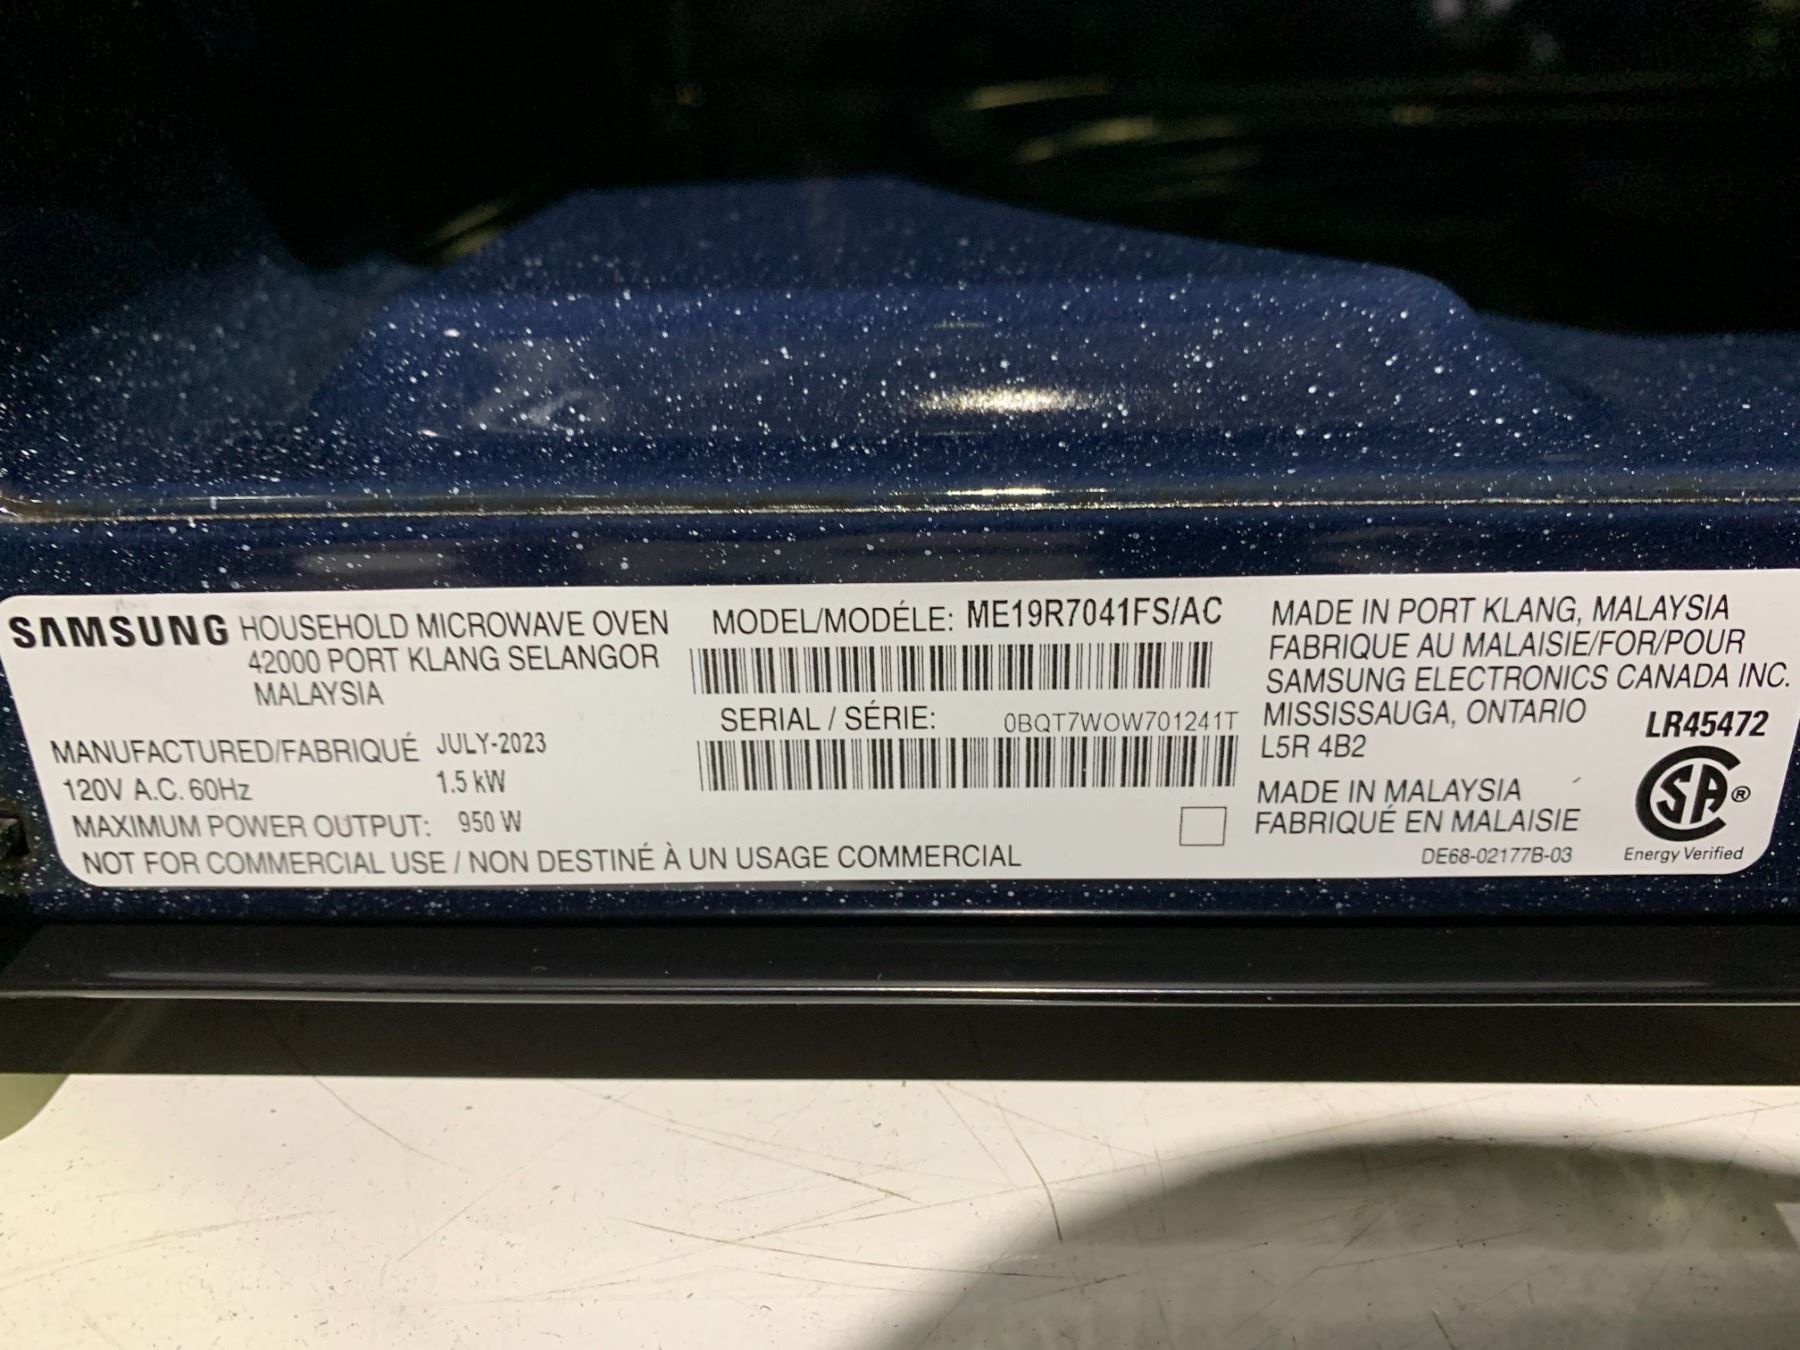 SAMSUNG HOUSEHOLD MICROWAVE OVEN
42000 PORT KLANG SELANGOR
MALAYSIA
MANUFACTURED/FABRIQUÉ JULY-2023
120V A.C. 60Hz 1.5 kW
MAXIMUM POWER OUTPUT: 950 W
NOT FOR COMMERCIAL USE / NON DESTINÉ À UN USAGE COMMERCIAL
MODEL/MODÉLE: ME19R7041FS/AC
SERIAL / SÉRIE: 0BQT7WOW701241T
MADE IN PORT KLANG, MALAYSIA
FABRIQUE AU MALAISIE/FOR/POUR
SAMSUNG ELECTRONICS CANADA INC.
MISSISSAUGA, ONTARIO
L5R 4B2
MADE IN MALAYSIA
FABRIQUÉ EN MALAISIE
DE68-02177B-03
LR45472
CSA®
Energy Verified